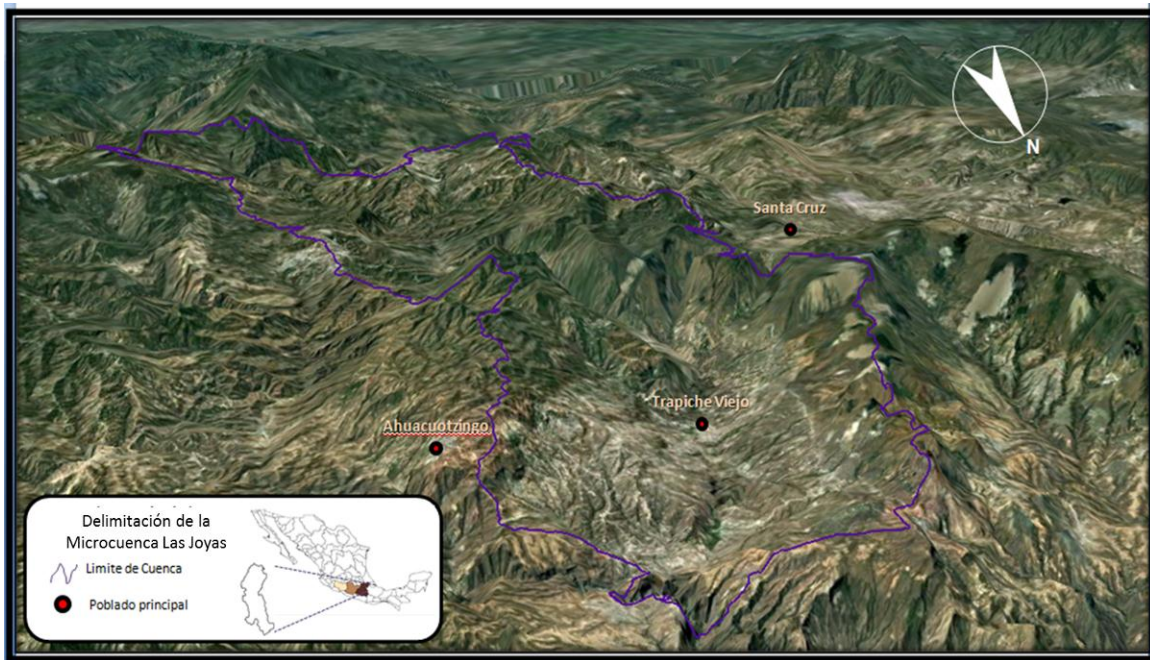 N
Santa Cruz
Trapiche Viejo
Ahuacuotzingo
Delimitación de la
Microcuenca Las Joyas
Limite de Cuenca
Poblado principal